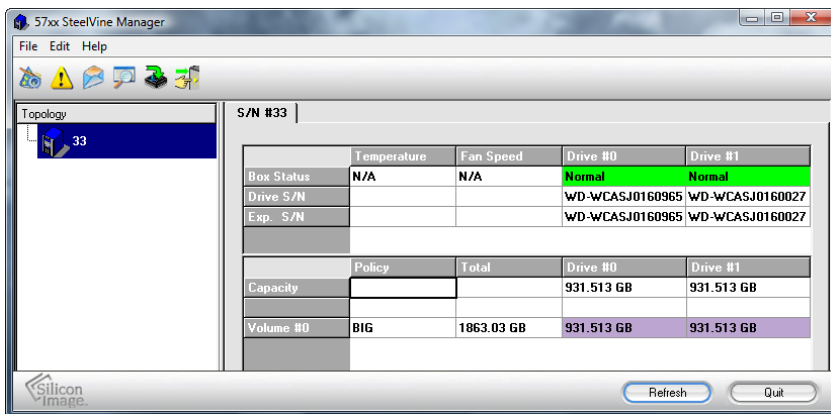 57xx SteelVine Manager
File Edit Help
Topology
33
S/N #33
Temperature Fan Speed Drive #0 Drive #1
Box Status N/A N/A Normal Normal
Drive S/N WD-WCASJ0160965 WD-WCASJ0160027
Exp. S/N WD-WCASJ0160965 WD-WCASJ0160027
Policy Total Drive #0 Drive #1
Capacity 931.513 GB 931.513 GB
Volume #0 BIG 1863.03 GB 931.513 GB 931.513 GB
Silicon
Image.
Refresh Quit